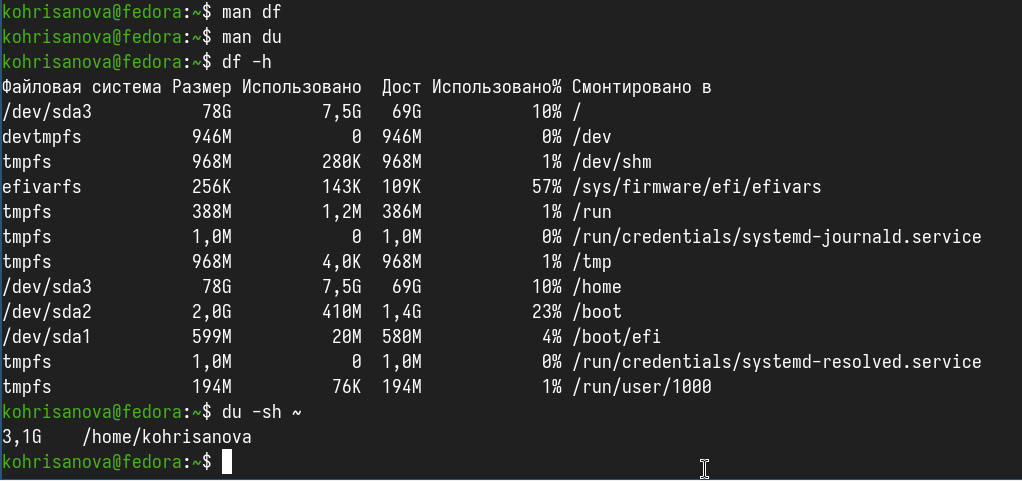 kohrisanova@fedora:~$ man df
kohrisanova@fedora:~$ man du
kohrisanova@fedora:~$ df -h
Файловая система Размер Использовано  Дост Использовано% Смонтировано в
/dev/sda3           78G         7,5G   69G           10% /
devtmpfs           946M            0  946M            0% /dev
tmpfs              968M         280K  968M            1% /dev/shm
efivarfs           256K         143K  109K           57% /sys/firmware/efi/efivars
tmpfs              388M         1,2M  386M            1% /run
tmpfs              1,0M            0  1,0M            0% /run/credentials/systemd-journald.service
tmpfs              968M         4,0K  968M            1% /tmp
/dev/sda3           78G         7,5G   69G           10% /home
/dev/sda2          2,0G         410M  1,4G           23% /boot
/dev/sda1          599M          20M  580M            4% /boot/efi
tmpfs              1,0M            0  1,0M            0% /run/credentials/systemd-resolved.service
tmpfs              194M          76K  194M            1% /run/user/1000
kohrisanova@fedora:~$ du -sh ~
3,1G    /home/kohrisanova
kohrisanova@fedora:~$